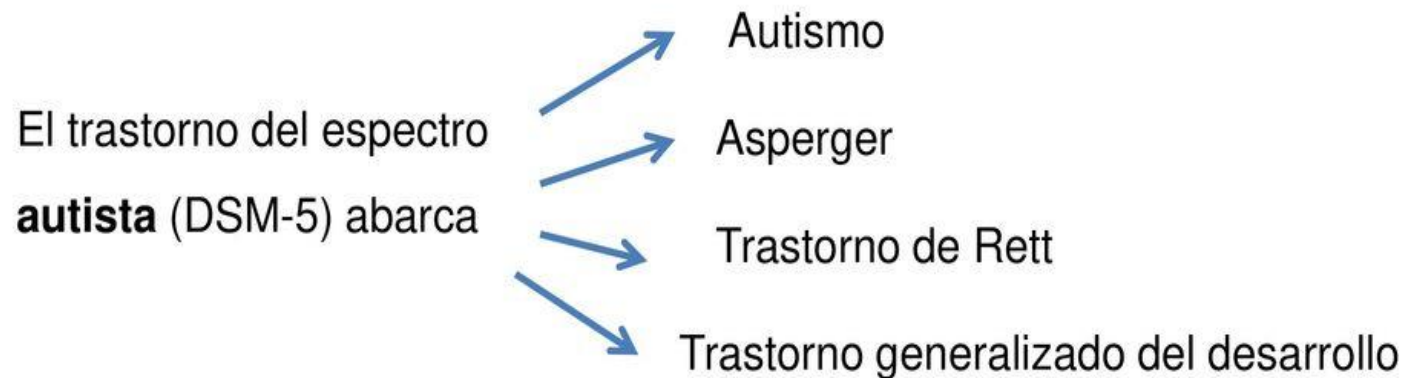 El trastorno del espectro
autista (DSM-5) abarca
Autismo
Asperger
Trastorno de Rett
Trastorno generalizado del desarrollo